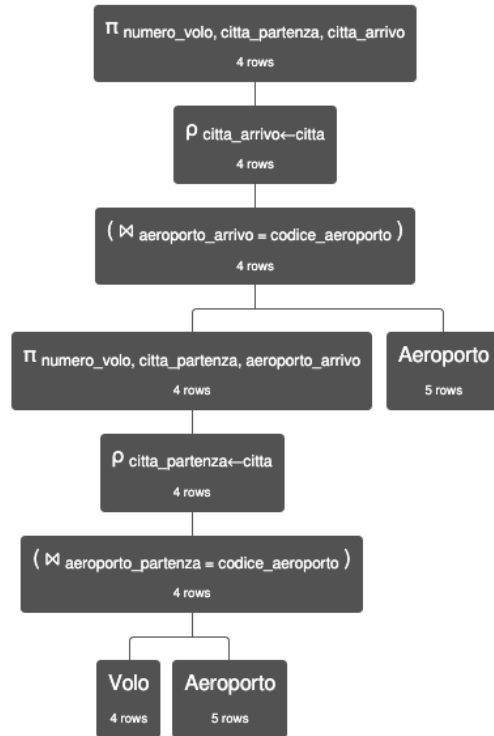 π numero_volo, citta_partenza, citta_arrivo
4 rows
ρ citta_arrivo←citta
4 rows
( ⋈ aeroporto_arrivo = codice_aeroporto )
4 rows
π numero_volo, citta_partenza, aeroporto_arrivo
4 rows
Aeroporto
5 rows
ρ citta_partenza←citta
4 rows
( ⋈ aeroporto_partenza = codice_aeroporto )
4 rows
Volo
4 rows
Aeroporto
5 rows